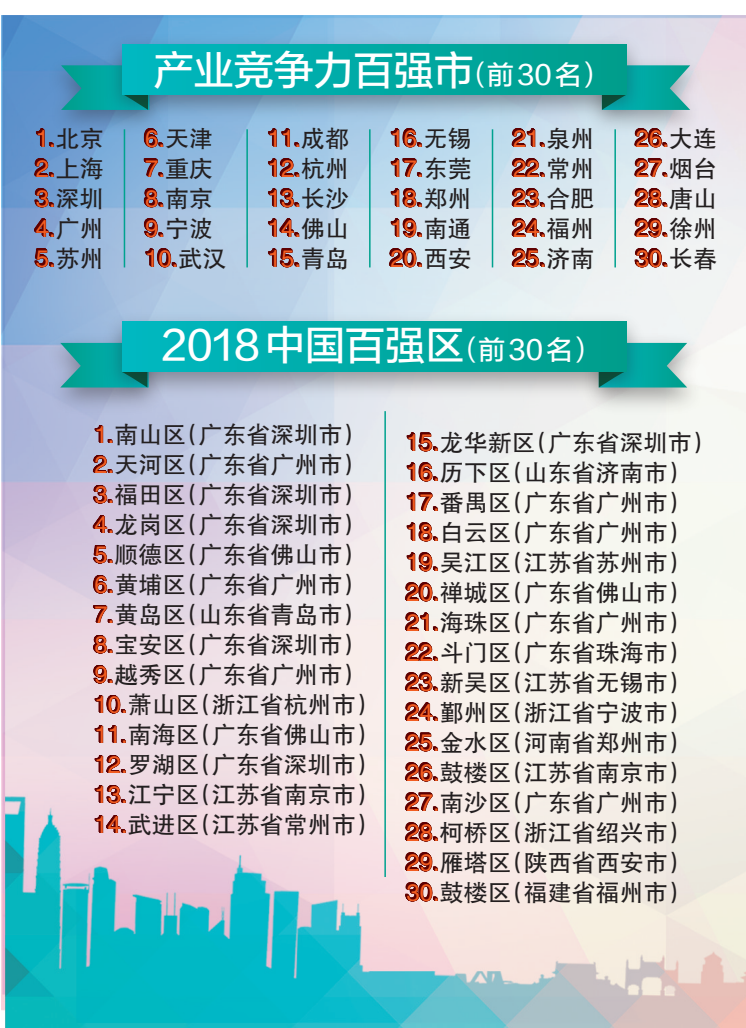 产业竞争力百强市(前30名)
1.北京
2.上海
3.深圳
4.广州
5.苏州
6.天津
7.重庆
8.南京
9.宁波
10.武汉
11.成都
12.杭州
13.长沙
14.佛山
15.青岛
16.无锡
17.东莞
18.郑州
19.南通
20.西安
21.泉州
22.常州
23.合肥
24.福州
25.济南
26.大连
27.烟台
28.唐山
29.徐州
30.长春
2018中国百强区(前30名)
1.南山区(广东省深圳市)
2.天河区(广东省广州市)
3.福田区(广东省深圳市)
4.龙岗区(广东省深圳市)
5.顺德区(广东省佛山市)
6.黄埔区(广东省广州市)
7.黄岛区(山东省青岛市)
8.宝安区(广东省深圳市)
9.越秀区(广东省广州市)
10.萧山区(浙江省杭州市)
11.南海区(广东省佛山市)
12.罗湖区(广东省深圳市)
13.江宁区(江苏省南京市)
14.武进区(江苏省常州市)
15.龙华新区(广东省深圳市)
16.历下区(山东省济南市)
17.番禺区(广东省广州市)
18.白云区(广东省广州市)
19.吴江区(江苏省苏州市)
20.禅城区(广东省佛山市)
21.海珠区(广东省广州市)
22.斗门区(广东省珠海市)
23.新吴区(江苏省无锡市)
24.鄞州区(浙江省宁波市)
25.金水区(河南省郑州市)
26.鼓楼区(江苏省南京市)
27.南沙区(广东省广州市)
28.柯桥区(浙江省绍兴市)
29.雁塔区(陕西省西安市)
30.鼓楼区(福建省福州市)